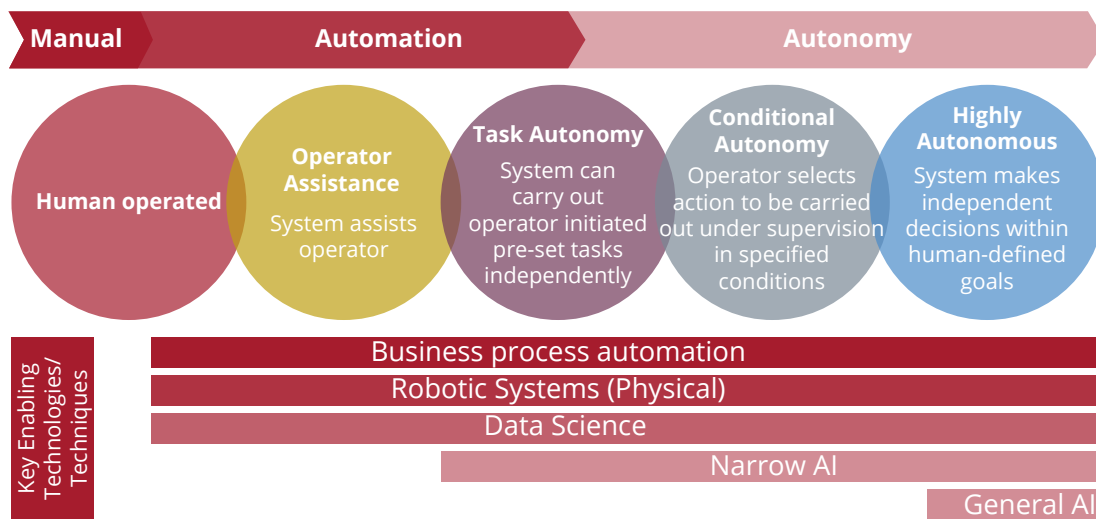 Manual
Automation
Autonomy
Human operated
Operator
Assistance
System assists
operator
Task Autonomy
System can
carry out
operator initiated
pre-set tasks
independently
Conditional
Autonomy
Operator selects
action to be carried
out under supervision
in specified
conditions
Highly
Autonomous
System makes
independent
decisions within
human-defined
goals
Key Enabling
Technologies/
Techniques
Business process automation
Robotic Systems (Physical)
Data Science
Narrow AI
General AI